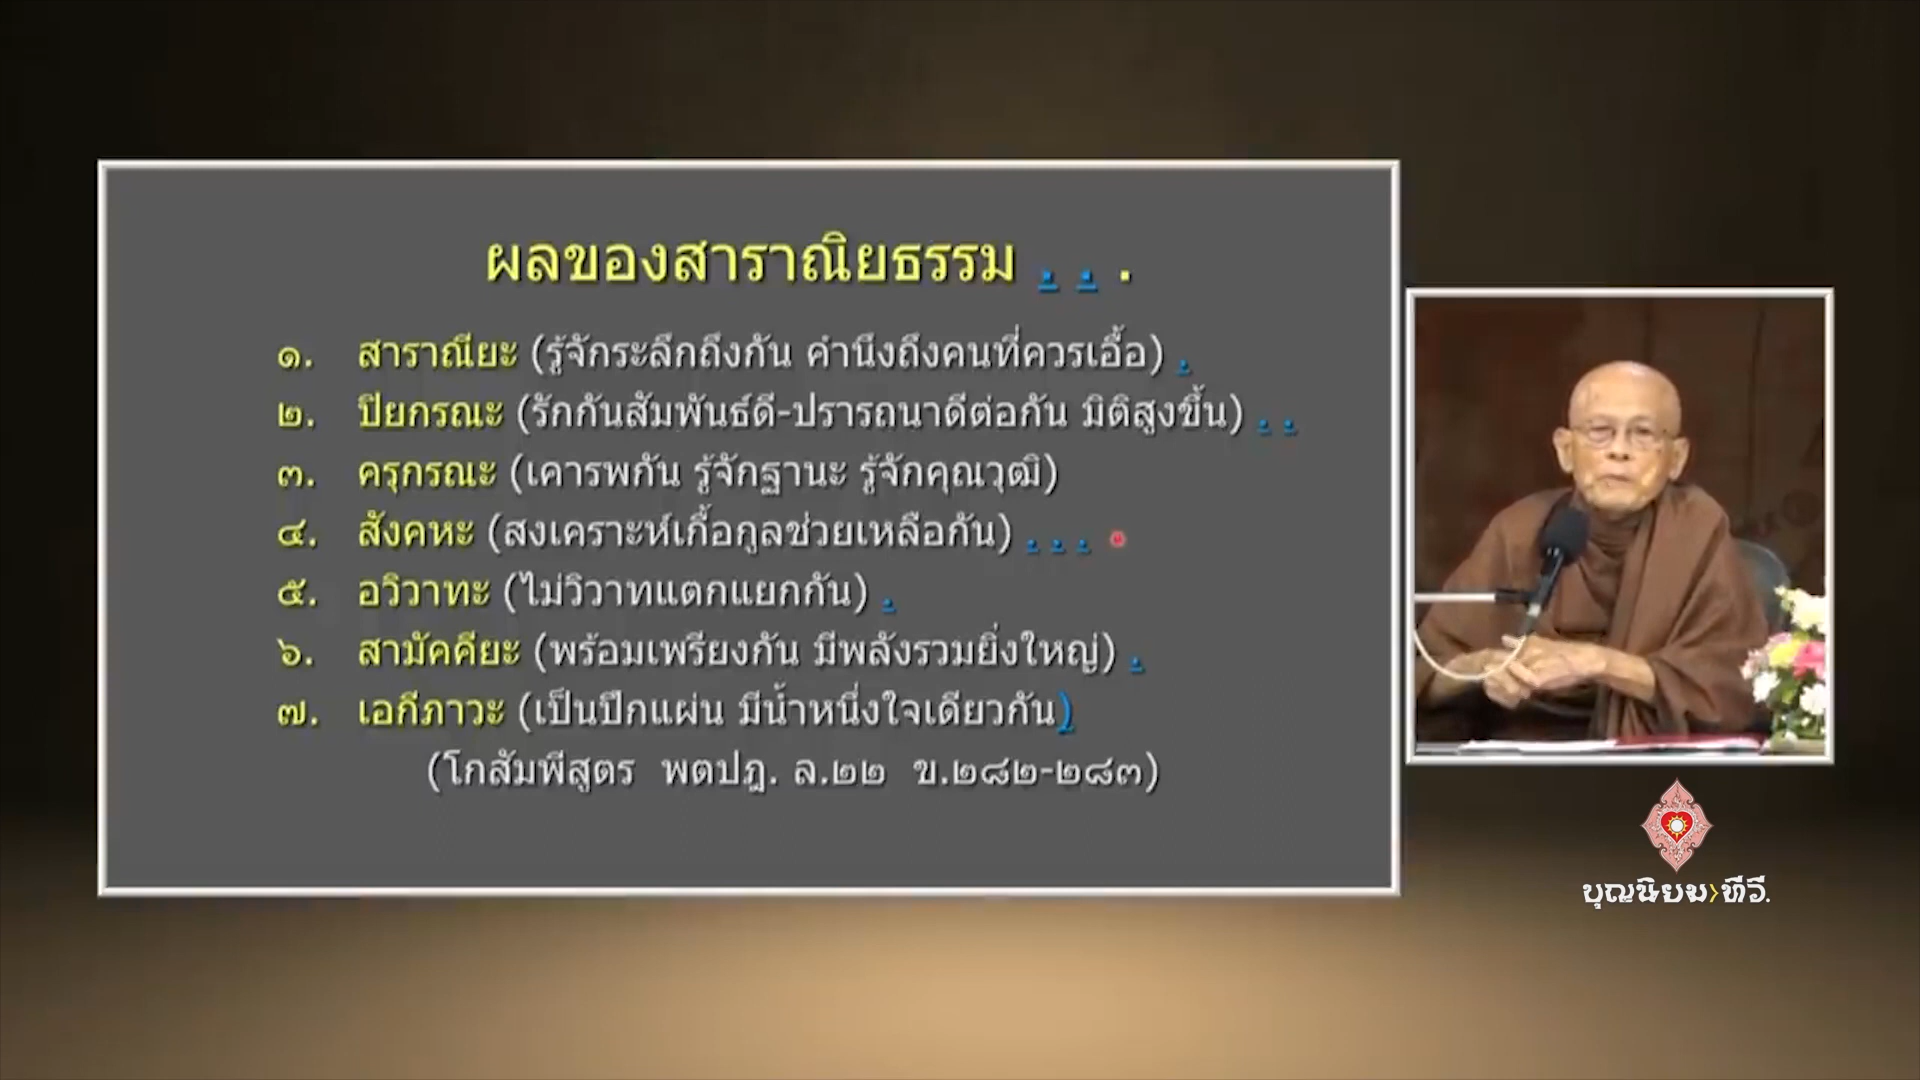 ผลของสาราณิยธรรม . . .
๑. สาราณียะ (รู้จักระลึกถึงกัน คำนึงถึงคนที่ควรเอื้อ) .
๒. ปิยกรณะ (รักกันสัมพันธ์ดี-ปรารถนาดีต่อกัน มิติสูงขึ้น) . .
๓. ครุกรณะ (เคารพกัน รู้จักฐานะ รู้จักคุณวุฒิ)
๔. สังคหะ (สงเคราะห์เกื้อกูลช่วยเหลือกัน) . . .
๕. อวิวาทะ (ไม่วิวาทแตกแยกกัน) .
๖. สามัคคียะ (พร้อมเพรียงกัน มีพลังรวมยิ่งใหญ่) .
๗. เอกีภาวะ (เป็นปึกแผ่น มีน้ำหนึ่งใจเดียวกัน)
(โกสัมพีสูตร พตปฎ. ล.๒๒ ข.๒๘๒-๒๘๓)
บุญนิยม>ทีวี.